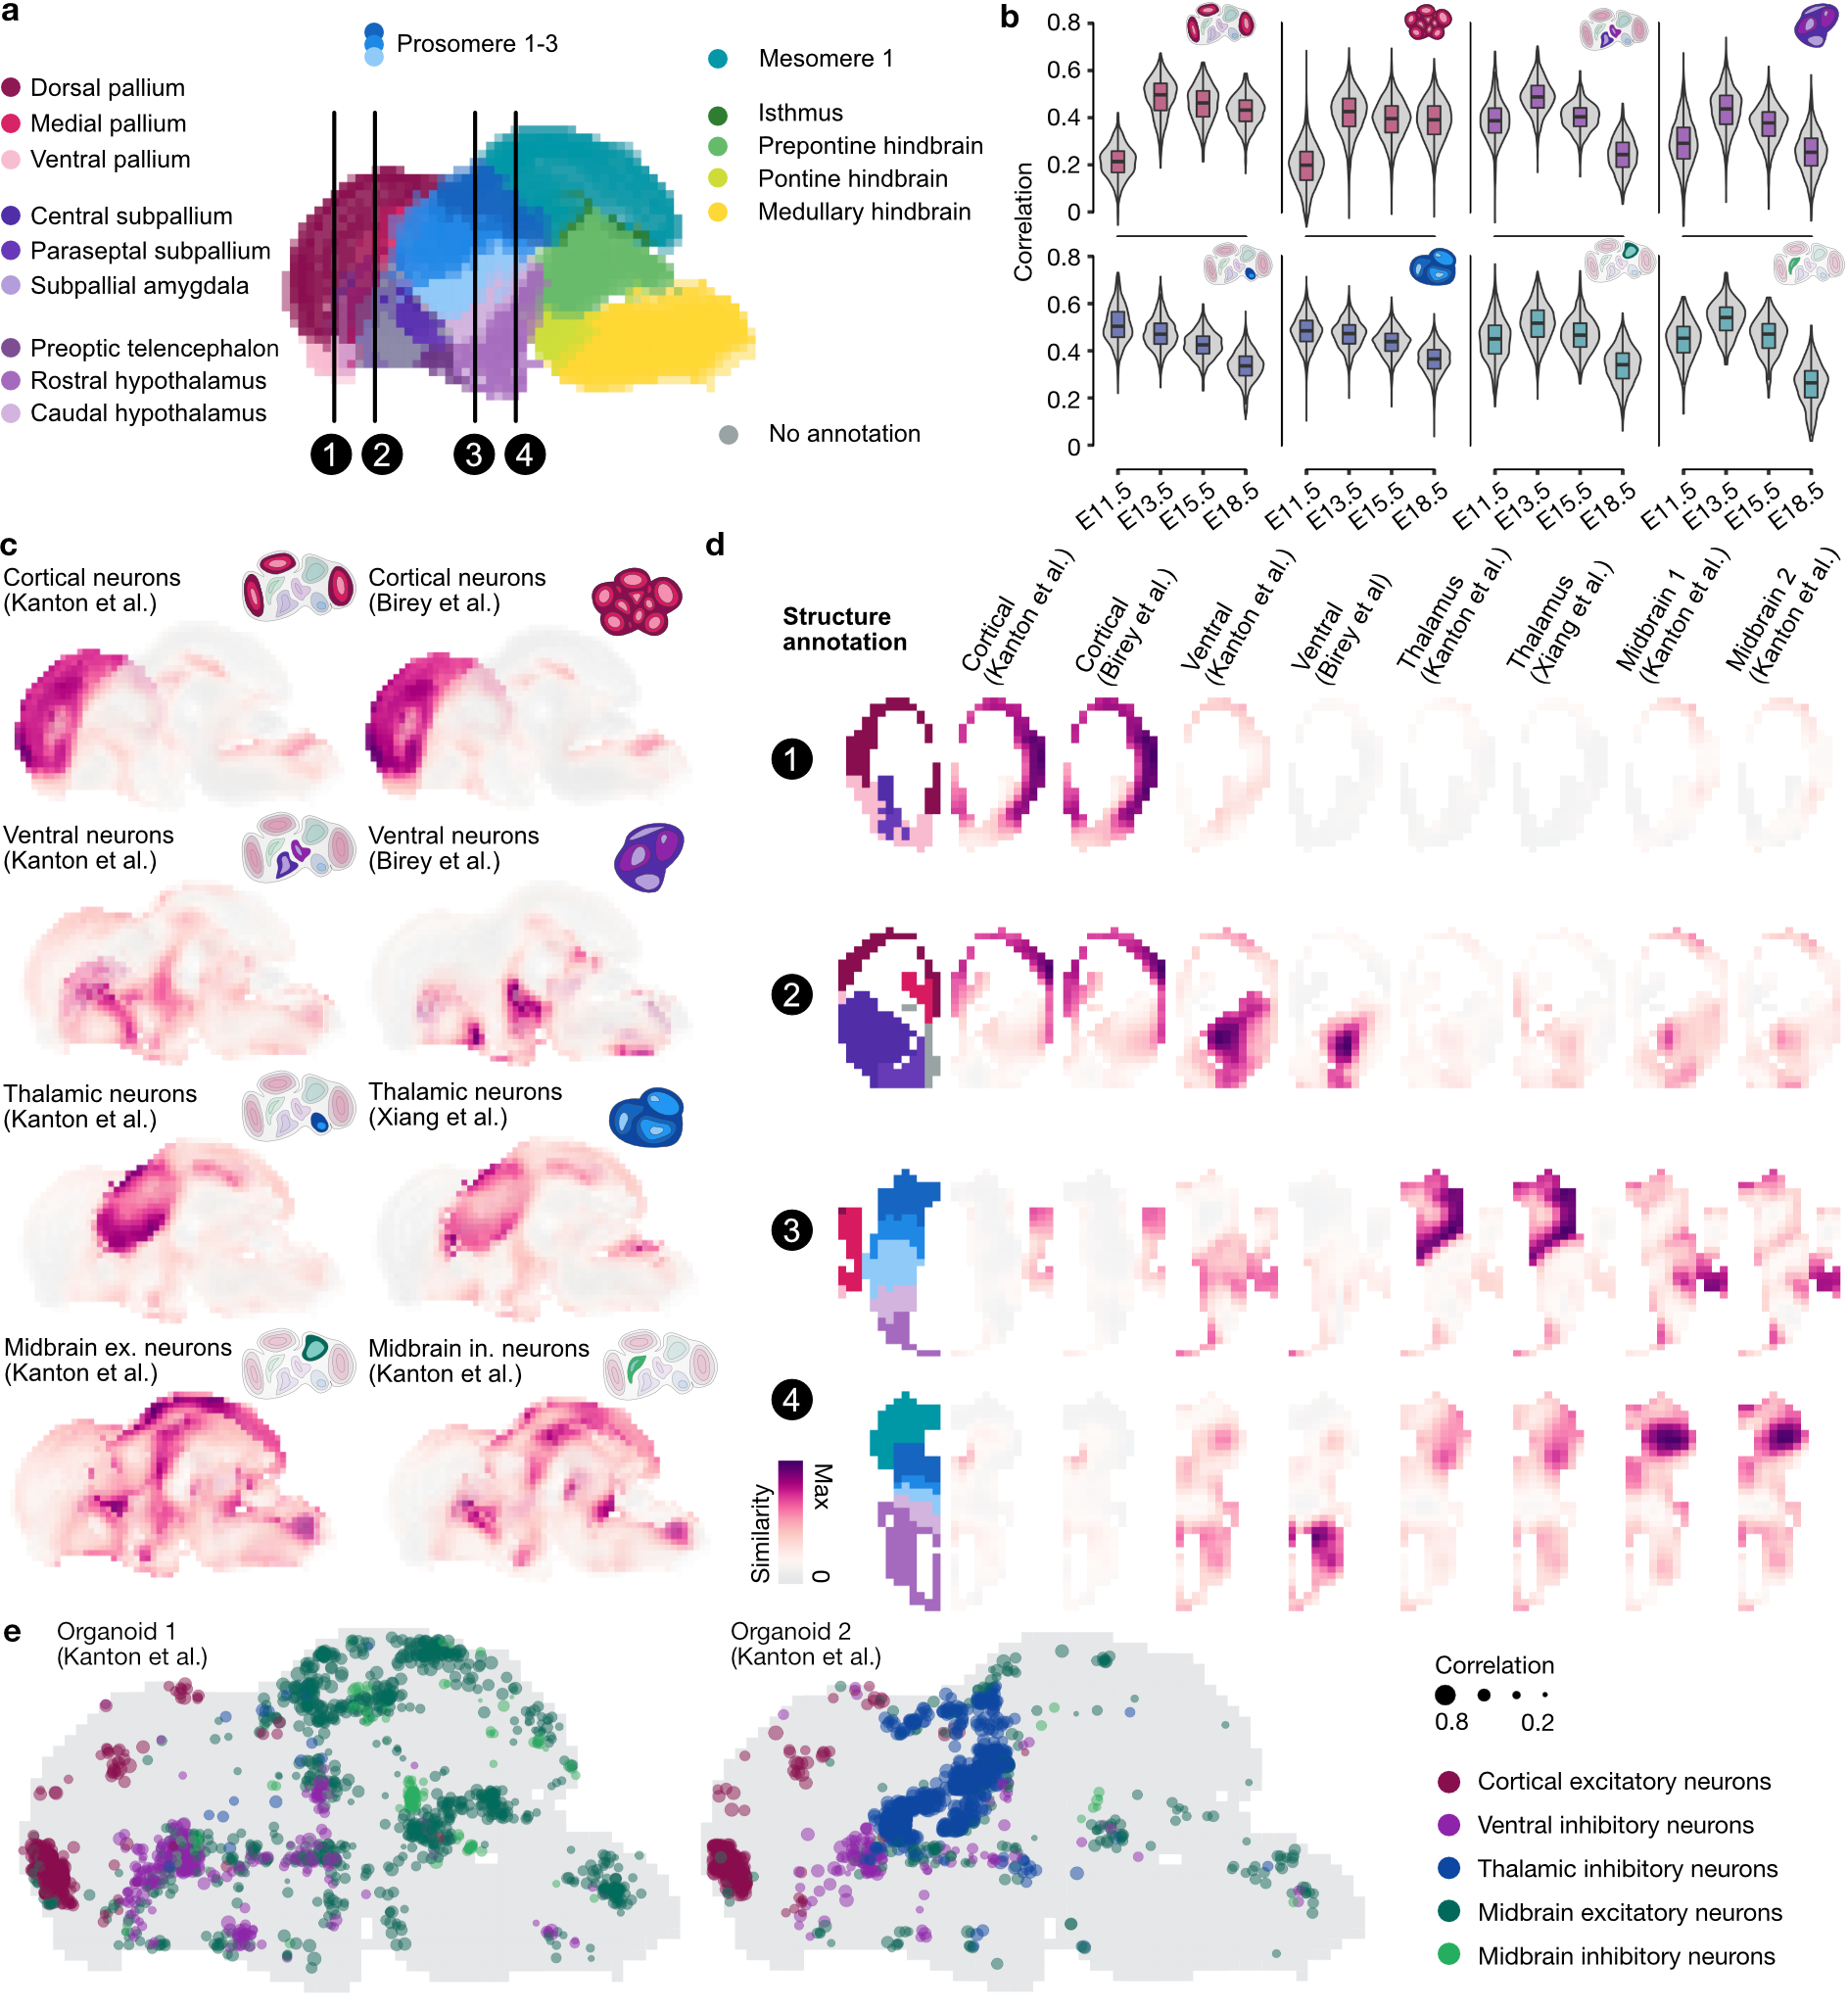 a
Prosomere 1-3
Dorsal pallium
Medial pallium
Ventral pallium
Central subpallium
Paraseptal subpallium
Subpallial amygdala
Preoptic telencephalon
Rostral hypothalamus
Caudal hypothalamus
Mesomere 1
Isthmus
Prepontine hindbrain
Pontine hindbrain
Medullary hindbrain
No annotation
1
2
3
4
b
Correlation
0.8
0.6
0.4
0.2
0
0.8
0.6
0.4
0.2
0
E11.5
E13.5
E15.5
E18.5
E11.5
E13.5
E15.5
E18.5
E11.5
E13.5
E15.5
E18.5
E11.5
E13.5
E15.5
E18.5
c
Cortical neurons
(Kanton et al.)
Cortical neurons
(Birey et al.)
Ventral neurons
(Kanton et al.)
Ventral neurons
(Birey et al.)
Thalamic neurons
(Kanton et al.)
Thalamic neurons
(Xiang et al.)
Midbrain ex. neurons
(Kanton et al.)
Midbrain in. neurons
(Kanton et al.)
d
Structure
annotation
Cortical
(Kanton et al.)
Cortical
(Birey et al.)
Ventral
(Kanton et al.)
Ventral
(Birey et al)
Thalamus
(Kanton et al.)
Thalamus
(Xiang et al.)
Midbrain 1
(Kanton et al.)
Midbrain 2
(Kanton et al.)
1
2
3
4
Similarity
Max
0
e
Organoid 1
(Kanton et al.)
Organoid 2
(Kanton et al.)
Correlation
0.8
0.2
Cortical excitatory neurons
Ventral inhibitory neurons
Thalamic inhibitory neurons
Midbrain excitatory neurons
Midbrain inhibitory neurons